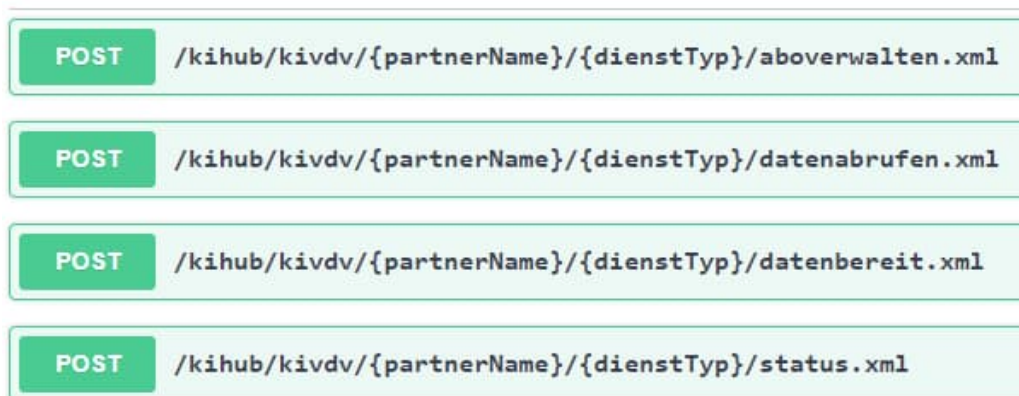 POST /kihub/kivdv/{partnerName}/{dienstTyp}/aboverwalten.xml
POST /kihub/kivdv/{partnerName}/{dienstTyp}/datenabrufen.xml
POST /kihub/kivdv/{partnerName}/{dienstTyp}/datenbereit.xml
POST /kihub/kivdv/{partnerName}/{dienstTyp}/status.xml